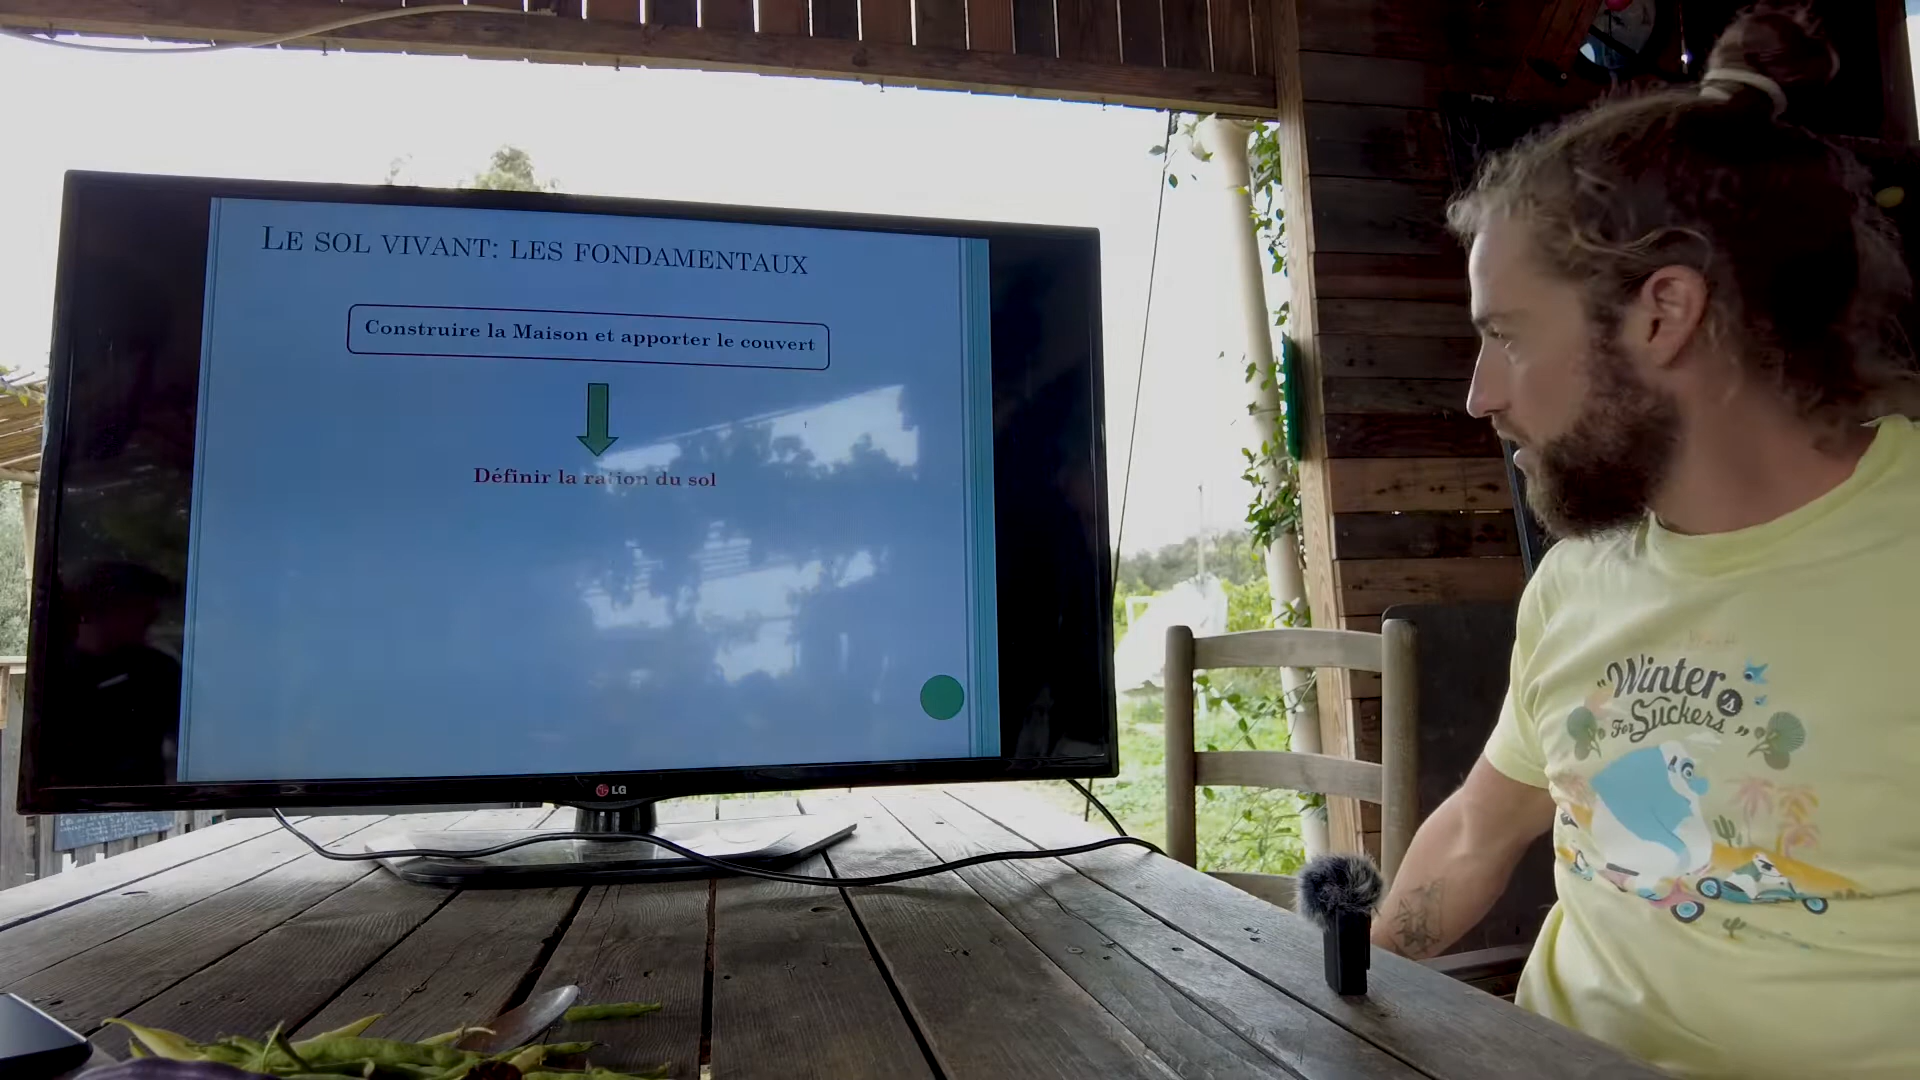 LE SOL VIVANT: LES FONDAMENTAUX
Construire la Maison et apporter le couvert
Définir la ration du sol
LG
"Winter's
For Suckers"